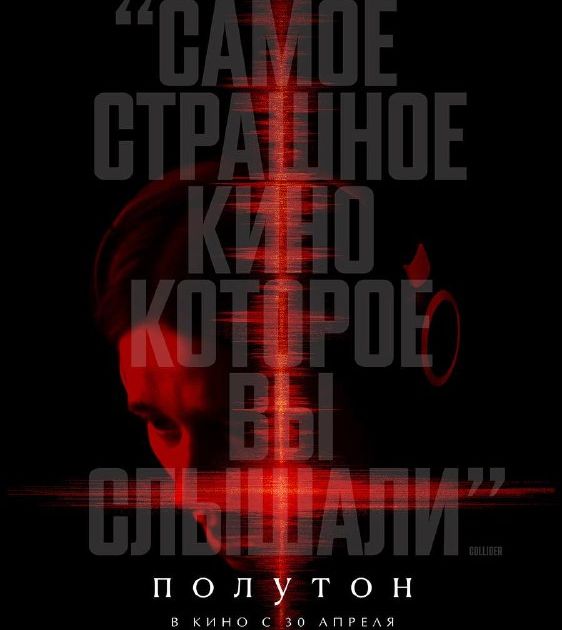 “САМОЕ
СТРАШНОЕ
КИНО
КОТОРОЕ
ВЫ
СЛЫШАЛИ”
COLLIDER
ПОЛУТОН
В КИНО С 30 АПРЕЛЯ